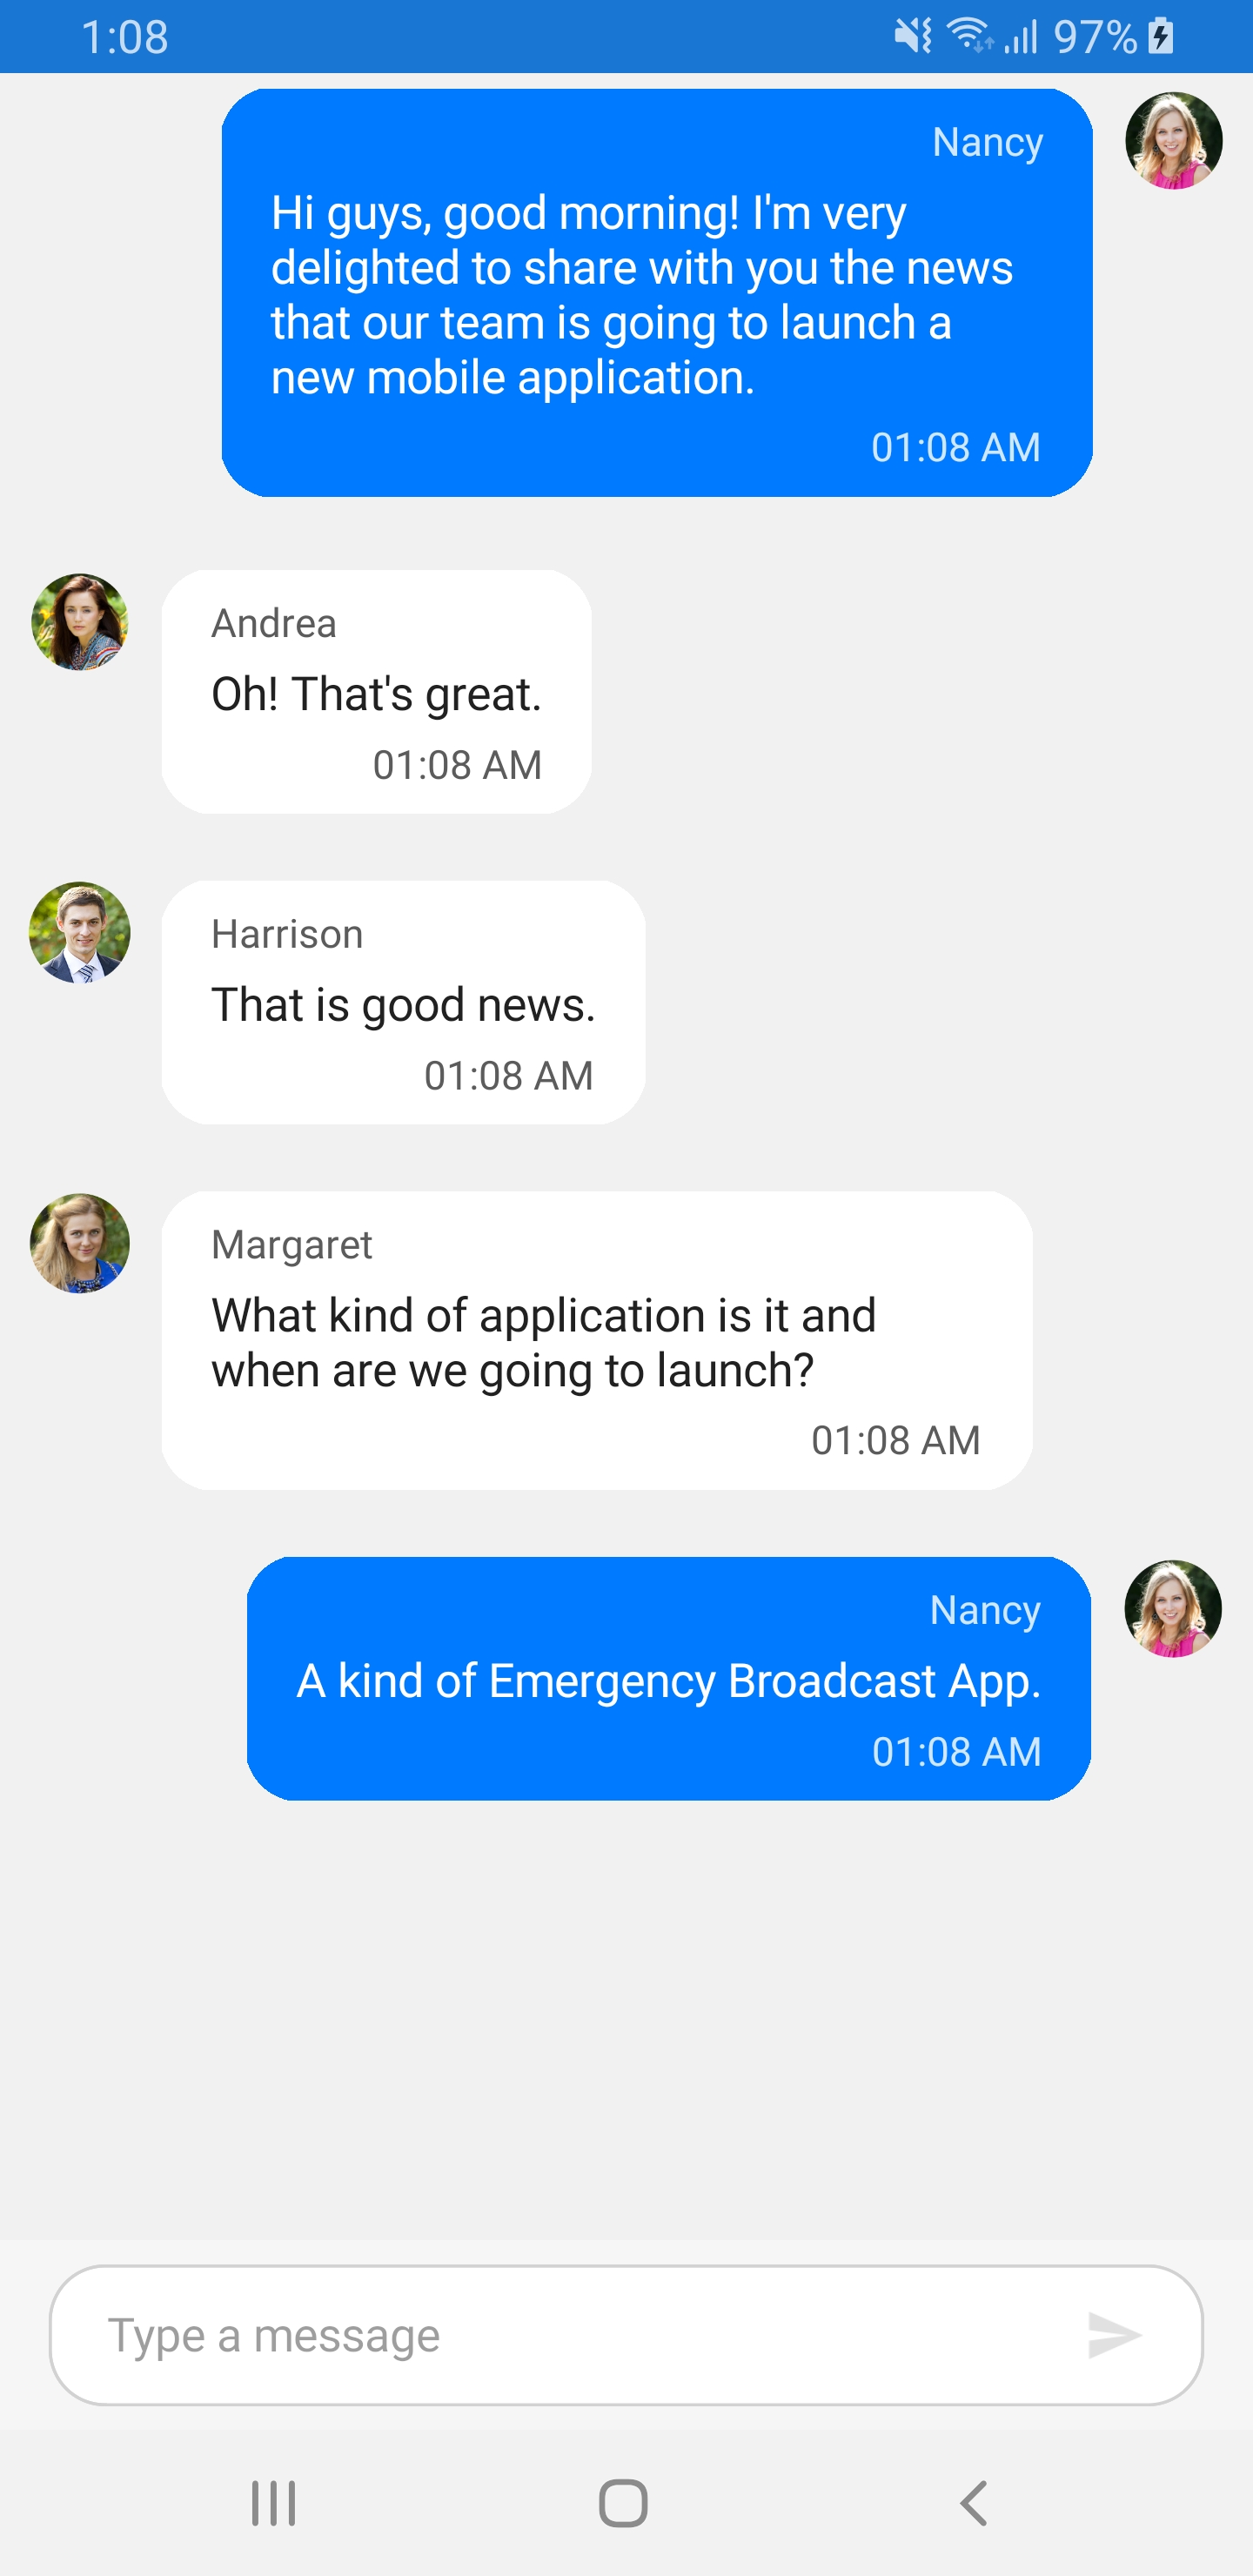 1:08 97%
Nancy
Hi guys, good morning! I'm very
delighted to share with you the news
that our team is going to launch a
new mobile application.
01:08 AM
Andrea
Oh! That's great.
01:08 AM
Harrison
That is good news.
01:08 AM
Margaret
What kind of application is it and
when are we going to launch?
01:08 AM
Nancy
A kind of Emergency Broadcast App.
01:08 AM
Type a message